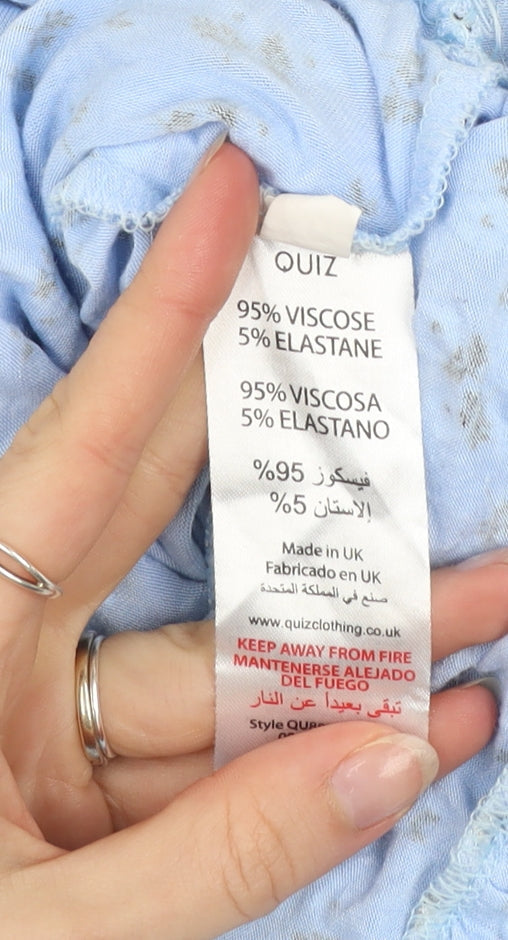 QUIZ
95% VISCOSE
5% ELASTANE
95% VISCOSA
5% ELASTANO
فيسكوز 95%
إلاستان 5%
Made in UK
Fabricado en UK
صنع في المملكة المتحدة
www.quizclothing.co.uk
KEEP AWAY FROM FIRE
MANTENERSE ALEJADO
DEL FUEGO
تبقى بعيدأ عن النار
Style